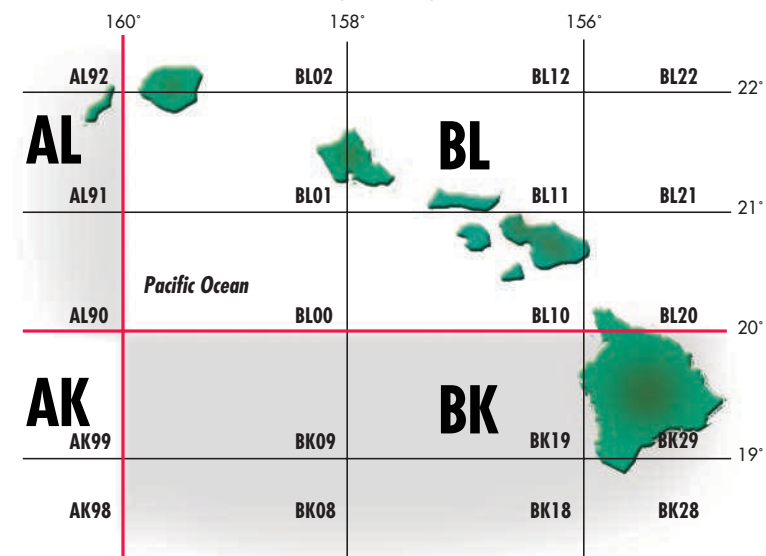 160° 158° 156°
AL92 BL02 BL12 BL22
22°
AL BL
AL91 BL01 BL11 BL21
21°
Pacific Ocean
AL90 BL00 BL10 BL20
20°
AK BK
AK99 BK09 BK19 BK29
19°
AK98 BK08 BK18 BK28